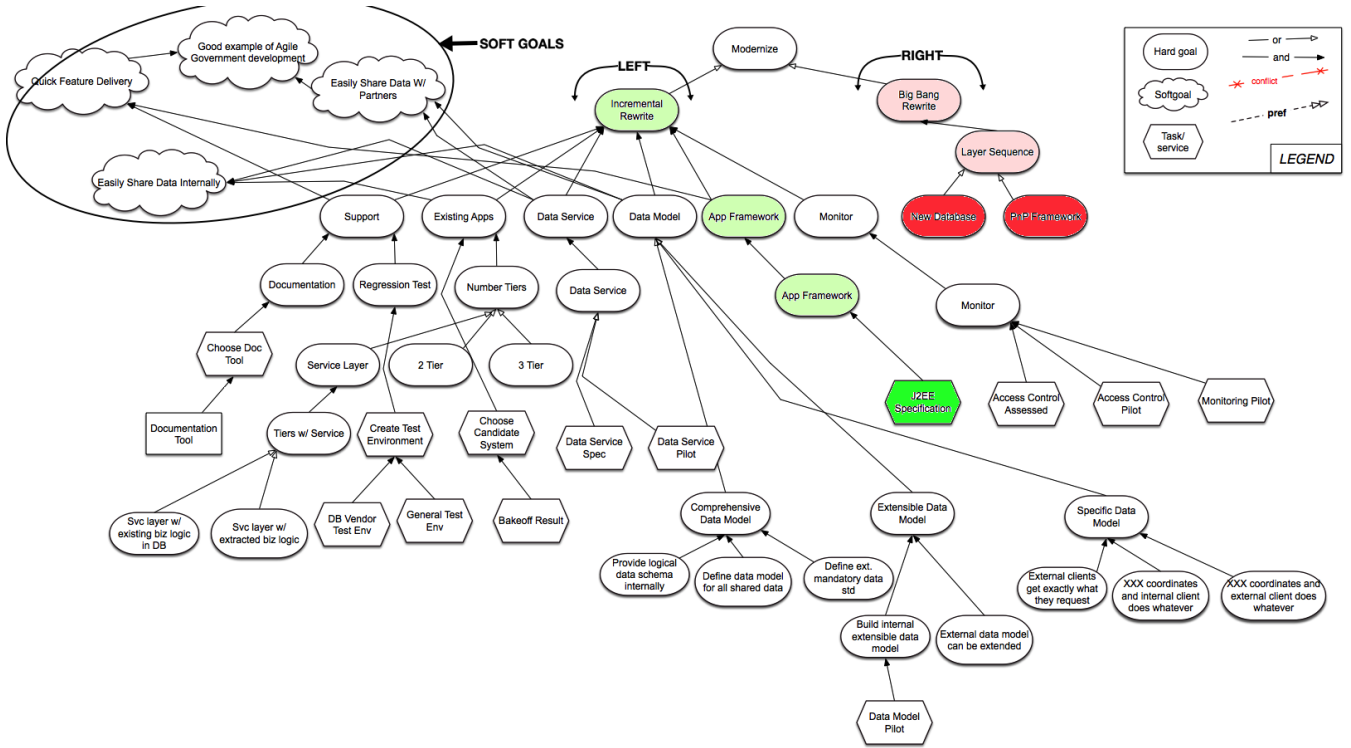 Good example of Agile
Government development
SOFT GOALS
Modernize
Quick Feature Delivery
Easily Share Data W/
Partners
LEFT
RIGHT
Incremental
Rewrite
Big Bang
Rewrite
Layer Sequence
Easily Share Data Internally
Support
Existing Apps
Data Service
Data Model
App Framework
Monitor
New Database
PHP Framework
Documentation
Regression Test
Number Tiers
Data Service
App Framework
Monitor
Choose Doc
Tool
Service Layer
2 Tier
3 Tier
J2EE
Specification
Access Control
Assessed
Access Control
Pilot
Monitoring Pilot
Documentation
Tool
Tiers w/ Service
Create Test
Environment
Choose
Candidate
System
Data Service
Spec
Data Service
Pilot
Svc layer w/
existing biz logic
in DB
Svc layer w/
extracted biz logic
DB Vendor
Test Env
General Test
Env
Bakeoff Result
Comprehensive
Data Model
Extensible Data
Model
Specific Data
Model
Provide logical
data schema
internally
Define data model
for all shared data
Define ext.
mandatory data
std
External clients
get exactly what
they request
XXX coordinates
and internal client
does whatever
XXX coordinates and
external client does
whatever
Build internal
extensible data
model
External data model
can be extended
Data Model
Pilot
Hard goal
or
and
conflict
Softgoal
pref
Task/
service
LEGEND